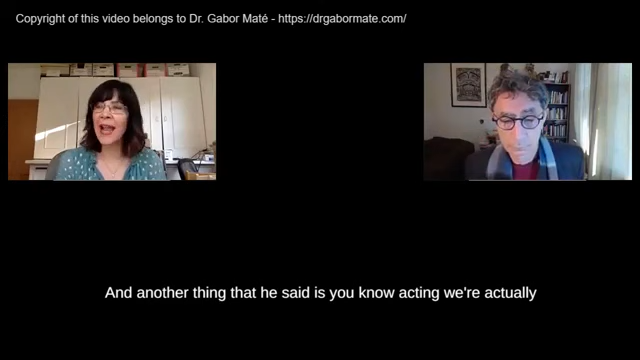 Copyright of this video belongs to Dr. Gabor Maté - https://drgabormate.com/
And another thing that he said is you know acting we're actually